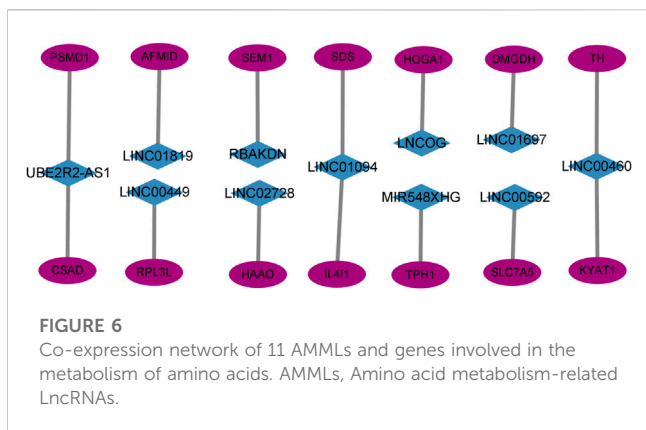 PSMD1 AFMID SEM1 SDS HOGA1 DMGDH TH
LINC01819 RBAKDN LNCOG LINC01697
UBE2R2-AS1 LINC01094 LINC00460
LINC00449 LINC02728 MIR548XHG LINC00592
CSAD RPL3L HAAO IL4I1 TPH1 SLC7A5 KYAT1
FIGURE 6
Co-expression network of 11 AMMLs and genes involved in the
metabolism of amino acids. AMMLs, Amino acid metabolism-related
LncRNAs.